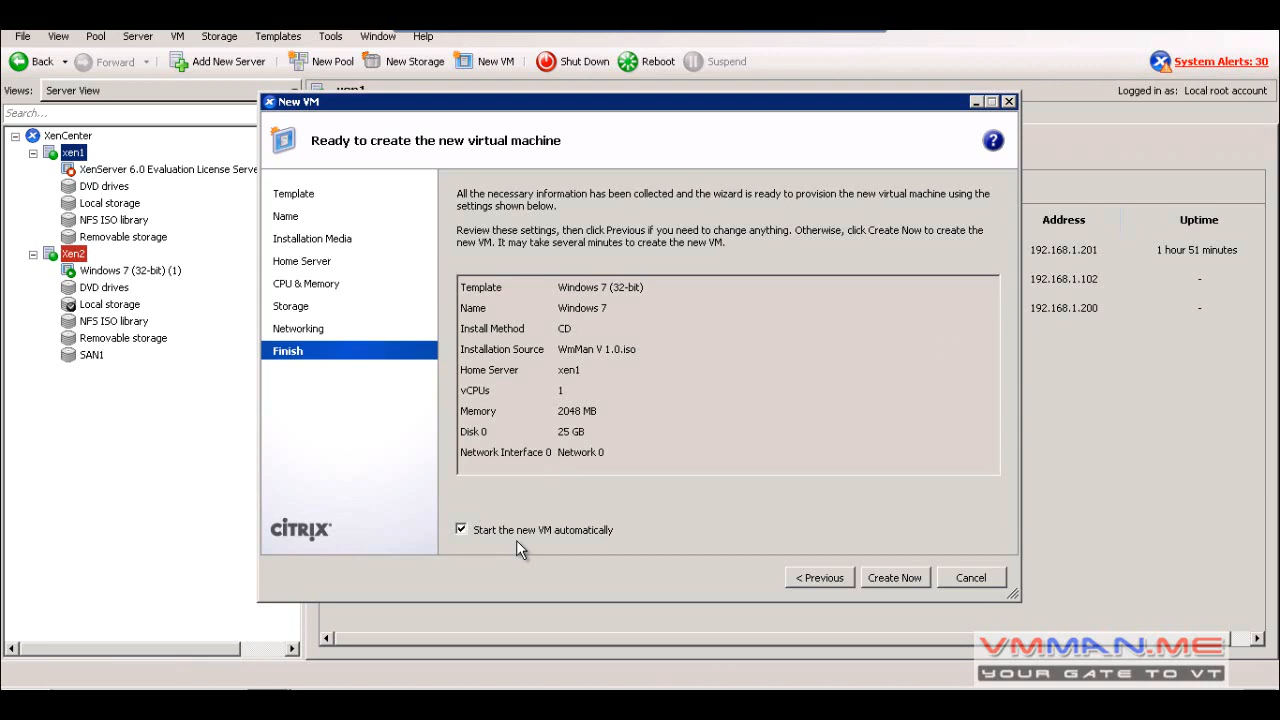 File View Pool Server VM Storage Templates Tools Window Help
Back Forward Add New Server New Pool New Storage New VM Shut Down Reboot Suspend System Alerts: 30
Views: Server View Logged in as: Local root account
Search...
XenCenter
xen1
XenServer 6.0 Evaluation License Serve
DVD drives
Local storage
NFS ISO library
Removable storage
Xen2
Windows 7 (32-bit) (1)
DVD drives
Local storage
NFS ISO library
Removable storage
SAN1
New VM
Ready to create the new virtual machine
Template
Name
Installation Media
Home Server
CPU & Memory
Storage
Networking
Finish
CITRIX
All the necessary information has been collected and the wizard is ready to provision the new virtual machine using the
settings shown below.
Review these settings, then click Previous if you need to change anything. Otherwise, click Create Now to create the
new VM. It may take several minutes to create the new VM.
Template Windows 7 (32-bit)
Name Windows 7
Install Method CD
Installation Source WmMan V 1.0.iso
Home Server xen1
vCPUs 1
Memory 2048 MB
Disk 0 25 GB
Network Interface 0 Network 0
Start the new VM automatically
< Previous Create Now Cancel
Address Uptime
192.168.1.201 1 hour 51 minutes
192.168.1.102 -
192.168.1.200 -
VMMAN.ME
YOUR GATE TO VT